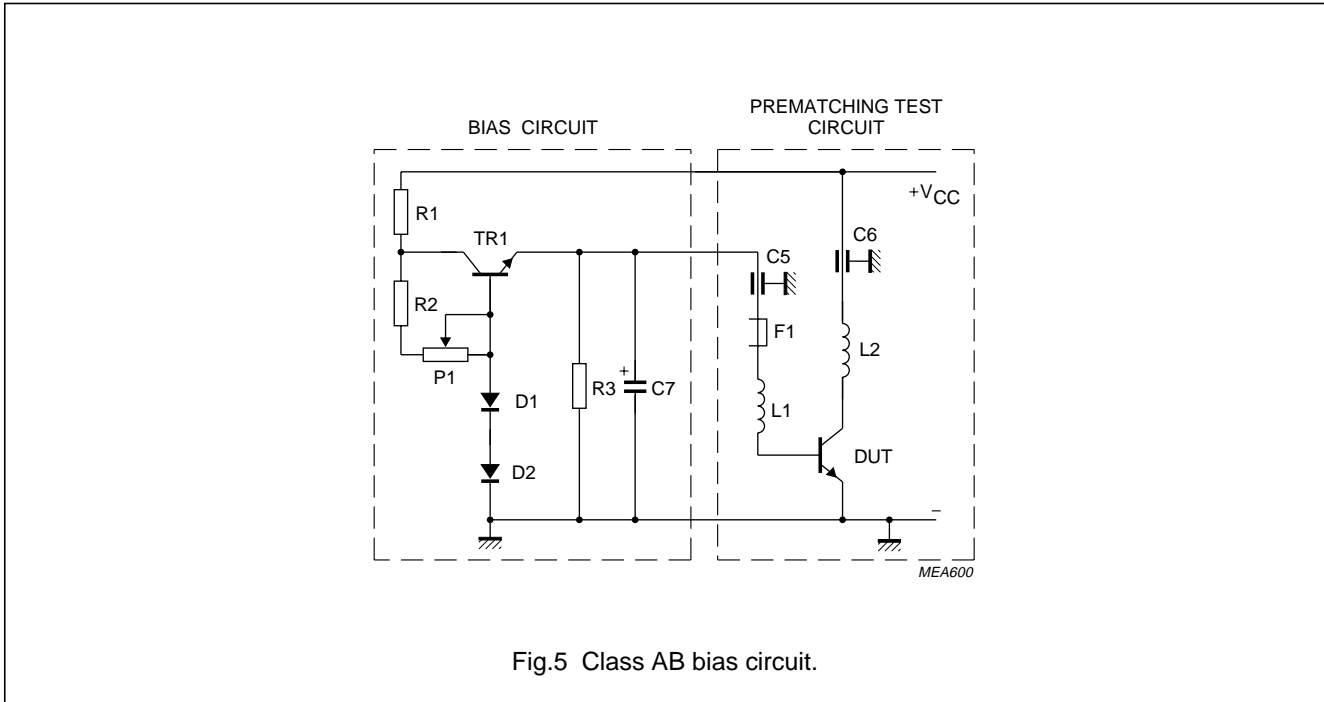 PREMATCHING TEST
CIRCUIT
BIAS CIRCUIT
+VCC
R1
TR1
C6
C5
R2
F1
L2
P1
+
R3
C7
D1
L1
D2
DUT
–
MEA600
Fig.5 Class AB bias circuit.